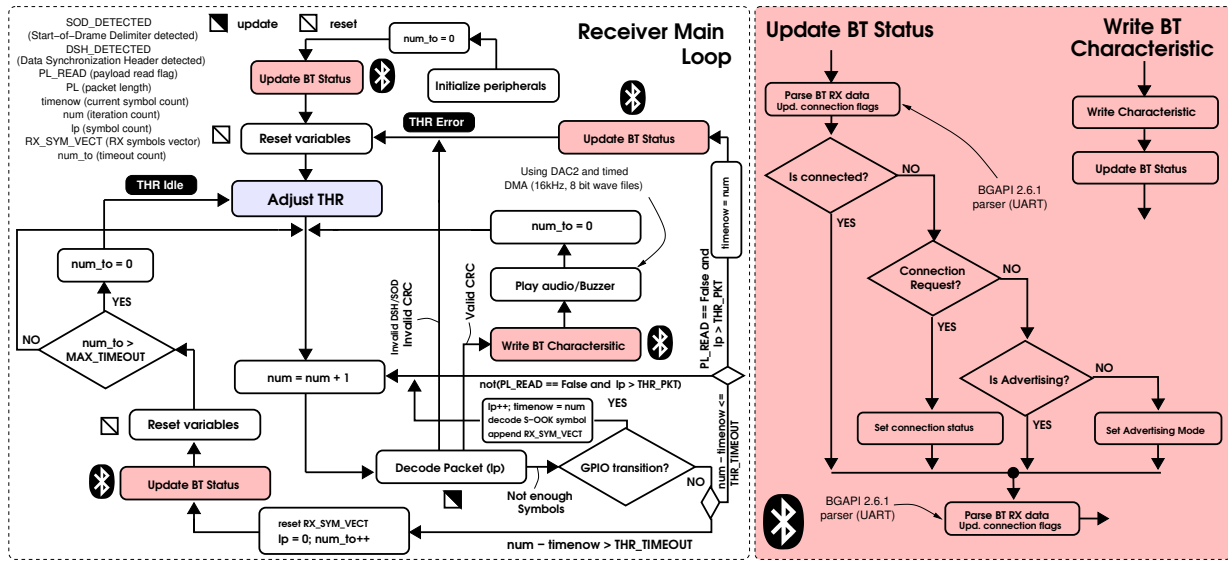 SOD_DETECTED
(Start-of-Drame Delimiter detected)
DSH_DETECTED
(Data Synchronization Header detected)
PL_READ (payload read flag)
PL (packet length)
timenow (current symbol count)
num (iteration count)
lp (symbol count)
RX_SYM_VECT (RX symbols vector)
num_to (timeout count)
update
reset
Receiver Main
Loop
num_to = 0
Initialize peripherals
Update BT Status
Reset variables
THR Error
Update BT Status
THR Idle
Adjust THR
Using DAC2 and timed
DMA (16kHz, 8 bit wave files)
timenow = num
num_to = 0
num_to = 0
Play audio/Buzzer
YES
NO
num_to >
MAX_TIMEOUT
Invalid DSH/SOD
Invalid CRC
Valid CRC
Write BT Charactersitic
PL_READ == False and
lp > THR_PKT
num = num + 1
not(PL_READ == False and lp > THR_PKT)
lp++; timenow = num
decode S-OOK symbol
append RX_SYM_VECT
YES
num - timenow <=
THR_TIMEOUT
Reset variables
Decode Packet (lp)
GPIO transition?
NO
Update BT Status
Not enough
Symbols
reset RX_SYM_VECT
lp = 0; num_to++
num - timenow > THR_TIMEOUT
Update BT Status
Parse BT RX data
Upd. connection flags
Is connected?
NO
YES
BGAPI 2.6.1
parser (UART)
Connection
Request?
NO
YES
Is Advertising?
NO
YES
Set connection status
Set Advertising Mode
BGAPI 2.6.1
parser (UART)
Parse BT RX data
Upd. connection flags
Write BT
Characteristic
Write Characteristic
Update BT Status